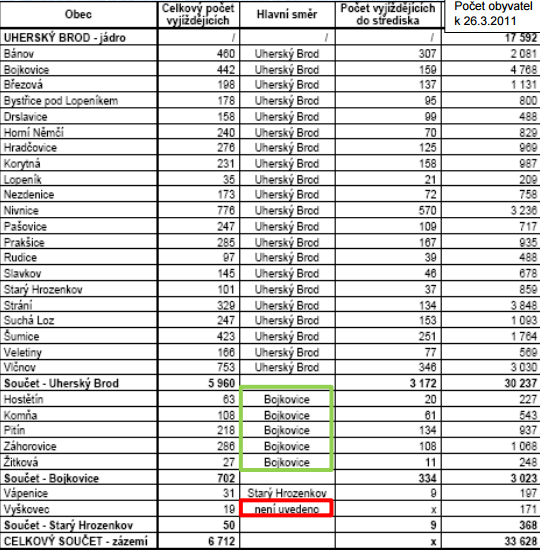 Obec Celkový počet vyjíždějících Hlavní směr Počet vyjíždějících do střediska Počet obyvatel k 26.3.2011
UHERSKÝ BROD - jádro / / / 17 592
Bánov 460 Uherský Brod 307 2 081
Bojkovice 442 Uherský Brod 159 4 768
Březová 198 Uherský Brod 137 1 131
Bystřice pod Lopeníkem 178 Uherský Brod 95 800
Drslavice 158 Uherský Brod 99 488
Horní Němčí 240 Uherský Brod 70 829
Hradčovice 276 Uherský Brod 125 969
Korytná 231 Uherský Brod 158 987
Lopeník 35 Uherský Brod 21 209
Nezdenice 173 Uherský Brod 72 758
Nivnice 776 Uherský Brod 570 3 236
Pašovice 247 Uherský Brod 109 717
Prakšice 285 Uherský Brod 167 935
Rudice 97 Uherský Brod 39 488
Slavkov 145 Uherský Brod 46 678
Starý Hrozenkov 101 Uherský Brod 37 859
Strání 329 Uherský Brod 134 3 848
Suchá Loz 247 Uherský Brod 153 1 093
Šumice 423 Uherský Brod 251 1 764
Veletiny 166 Uherský Brod 77 569
Vlčnov 753 Uherský Brod 346 3 030
Součet - Uherský Brod 5 960 3 172 30 237
Hostětín 63 Bojkovice 20 227
Komňa 108 Bojkovice 61 543
Pitín 218 Bojkovice 134 937
Záhorovice 286 Bojkovice 108 1 068
Žitková 27 Bojkovice 11 248
Součet - Bojkovice 702 334 3 023
Vápenice 31 Starý Hrozenkov 9 197
Vyškovec 19 není uvedeno x 171
Součet - Starý Hrozenkov 50 9 368
CELKOVÝ SOUČET - zázemí 6 712 x 33 628